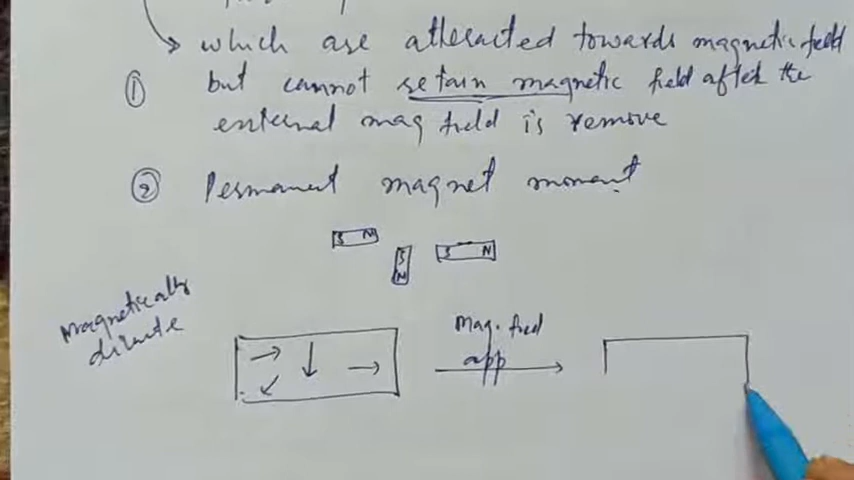 which are attracted towards magnetic field
① but cannot retain magnetic field after the
external mag field is remove
② Permanent magnet moment
S N
S N
S
N
Magnetically
dilute
Mag. field
app